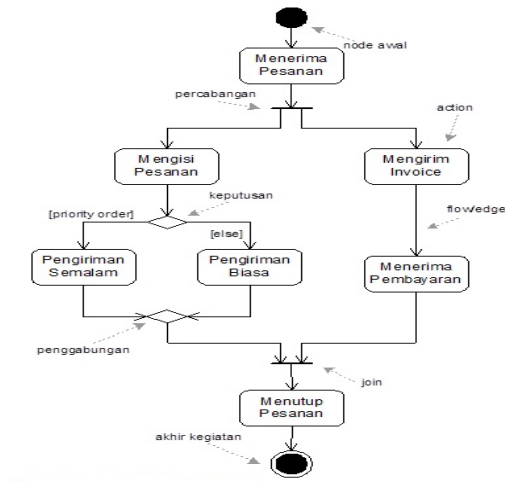 node awal
Menerima
Pesanan
percabangan
action
Mengisi
Pesanan
Mengirim
Invoice
keputusan
[priority order]
[else]
flow/edge
Pengiriman
Semalam
Pengiriman
Biasa
Menerima
Pembayaran
penggabungan
join
Menutup
Pesanan
akhir kegiatan